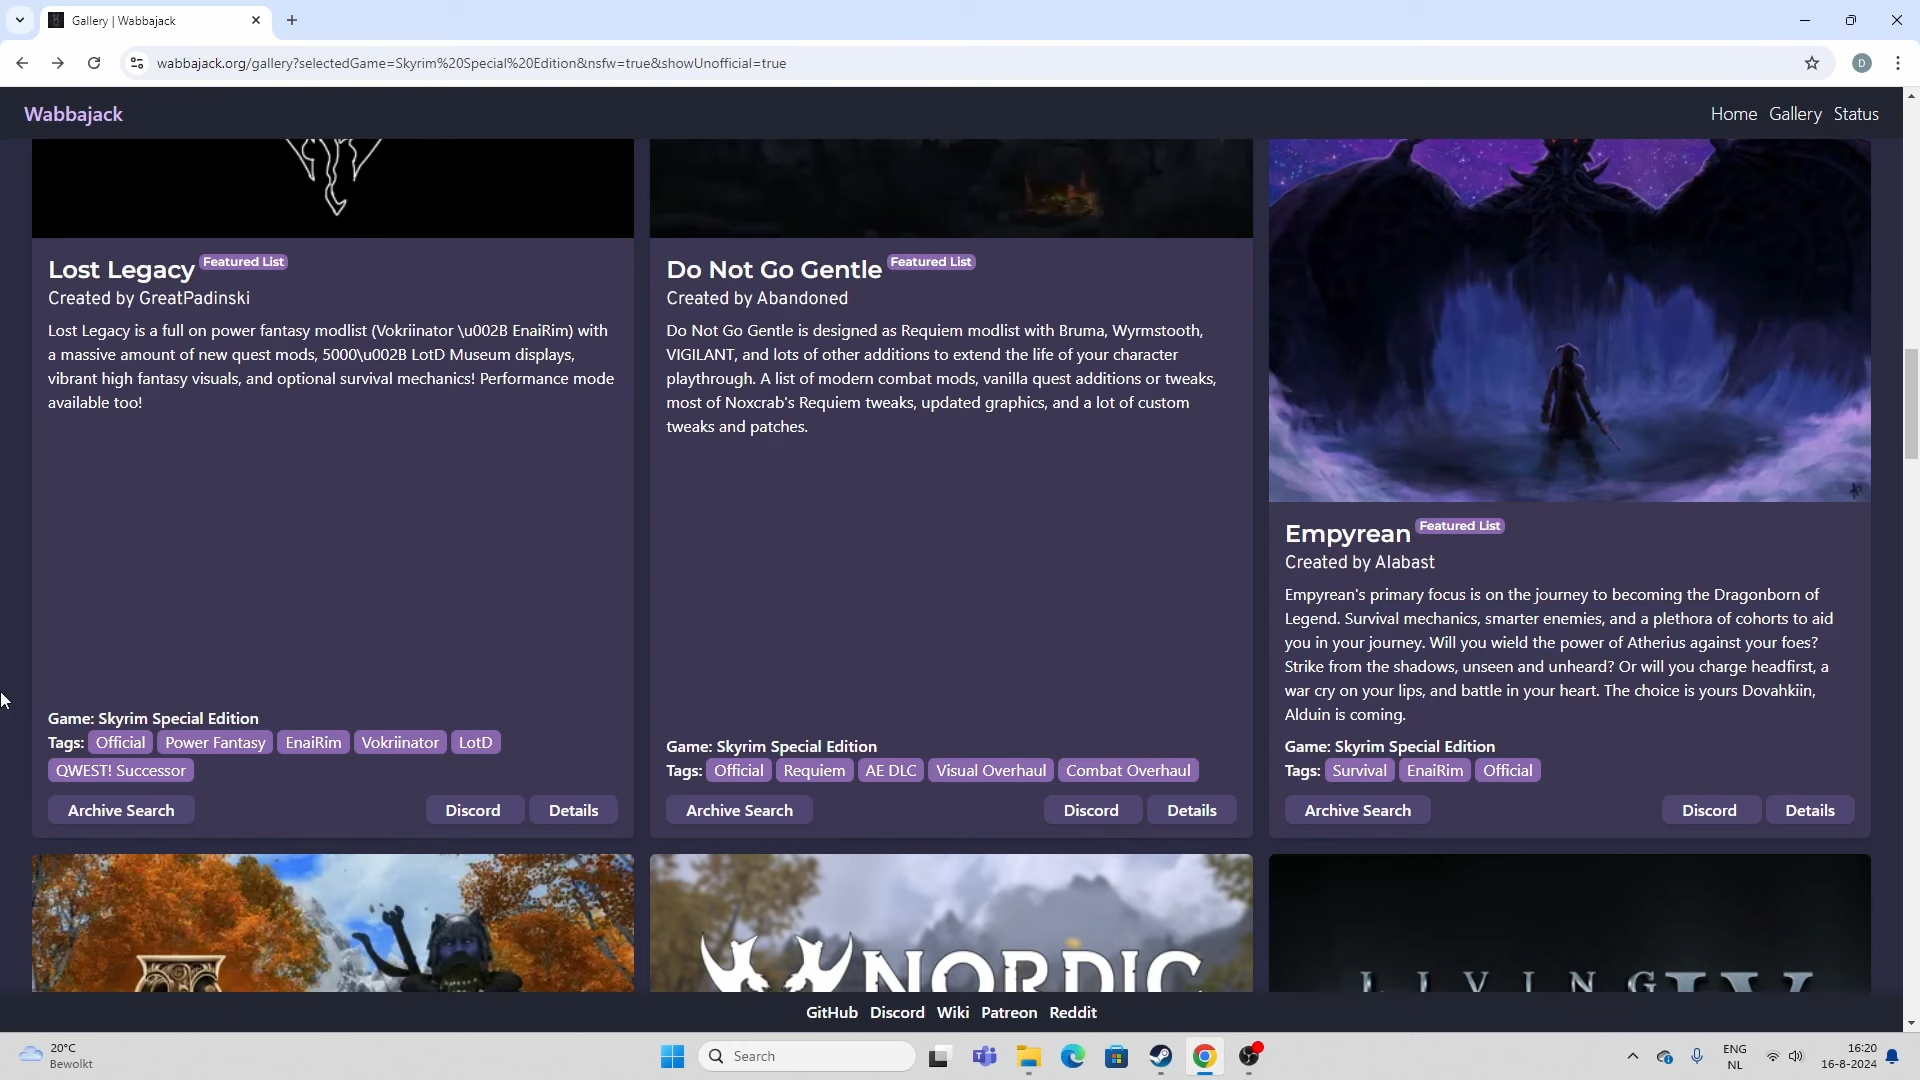 Gallery | Wabbajack
wabbajack.org/gallery?selectedGame=Skyrim%20Special%20Edition&nsfw=true&showUnofficial=true
D
Wabbajack
Home Gallery Status
Lost Legacy Featured List
Created by GreatPadinski
Lost Legacy is a full on power fantasy modlist (Vokriinator \u002B EnaiRim) with
a massive amount of new quest mods, 5000\u002B LotD Museum displays,
vibrant high fantasy visuals, and optional survival mechanics! Performance mode
available too!
Game: Skyrim Special Edition
Tags: Official Power Fantasy EnaiRim Vokriinator LotD
QWEST! Successor
Archive Search Discord Details
Do Not Go Gentle Featured List
Created by Abandoned
Do Not Go Gentle is designed as Requiem modlist with Bruma, Wyrmstooth,
VIGILANT, and lots of other additions to extend the life of your character
playthrough. A list of modern combat mods, vanilla quest additions or tweaks,
most of Noxcrab's Requiem tweaks, updated graphics, and a lot of custom
tweaks and patches.
Game: Skyrim Special Edition
Tags: Official Requiem AE DLC Visual Overhaul Combat Overhaul
Archive Search Discord Details
Empyrean Featured List
Created by Alabast
Empyrean's primary focus is on the journey to becoming the Dragonborn of
Legend. Survival mechanics, smarter enemies, and a plethora of cohorts to aid
you in your journey. Will you wield the power of Atherius against your foes?
Strike from the shadows, unseen and unheard? Or will you charge headfirst, a
war cry on your lips, and battle in your heart. The choice is yours Dovahkiin,
Alduin is coming.
Game: Skyrim Special Edition
Tags: Survival EnaiRim Official
Archive Search Discord Details
NORDIC
LIVING
GitHub Discord Wiki Patreon Reddit
20°C
Bewolkt
Search
ENG
NL
16:20
16-8-2024